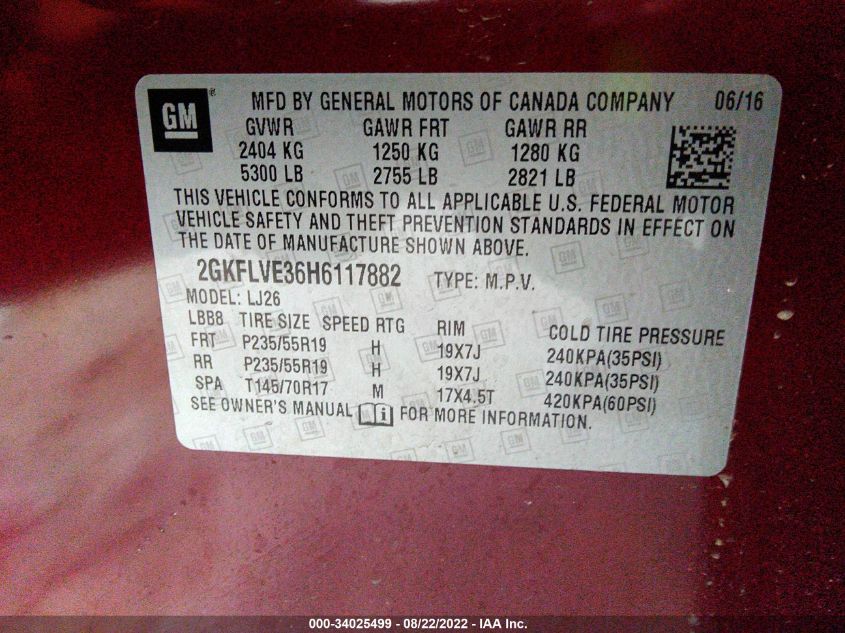 GM ® MFD BY GENERAL MOTORS OF CANADA COMPANY 06/16
GVWR GAWR FRT GAWR RR
2404 KG 1250 KG 1280 KG
5300 LB 2755 LB 2821 LB
THIS VEHICLE CONFORMS TO ALL APPLICABLE U.S. FEDERAL MOTOR
VEHICLE SAFETY AND THEFT PREVENTION STANDARDS IN EFFECT ON
THE DATE OF MANUFACTURE SHOWN ABOVE.
2GKFLVE36H6117882 TYPE: M.P.V.
MODEL: LJ26
LBB8 TIRE SIZE SPEED RTG RIM COLD TIRE PRESSURE
FRT P235/55R19 H 19X7J 240KPA(35PSI)
RR P235/55R19 H 19X7J 240KPA(35PSI)
SPA T145/70R17 M 17X4.5T 420KPA(60PSI)
SEE OWNER'S MANUAL FOR MORE INFORMATION.
000-34025499 - 08/22/2022 - IAA Inc.